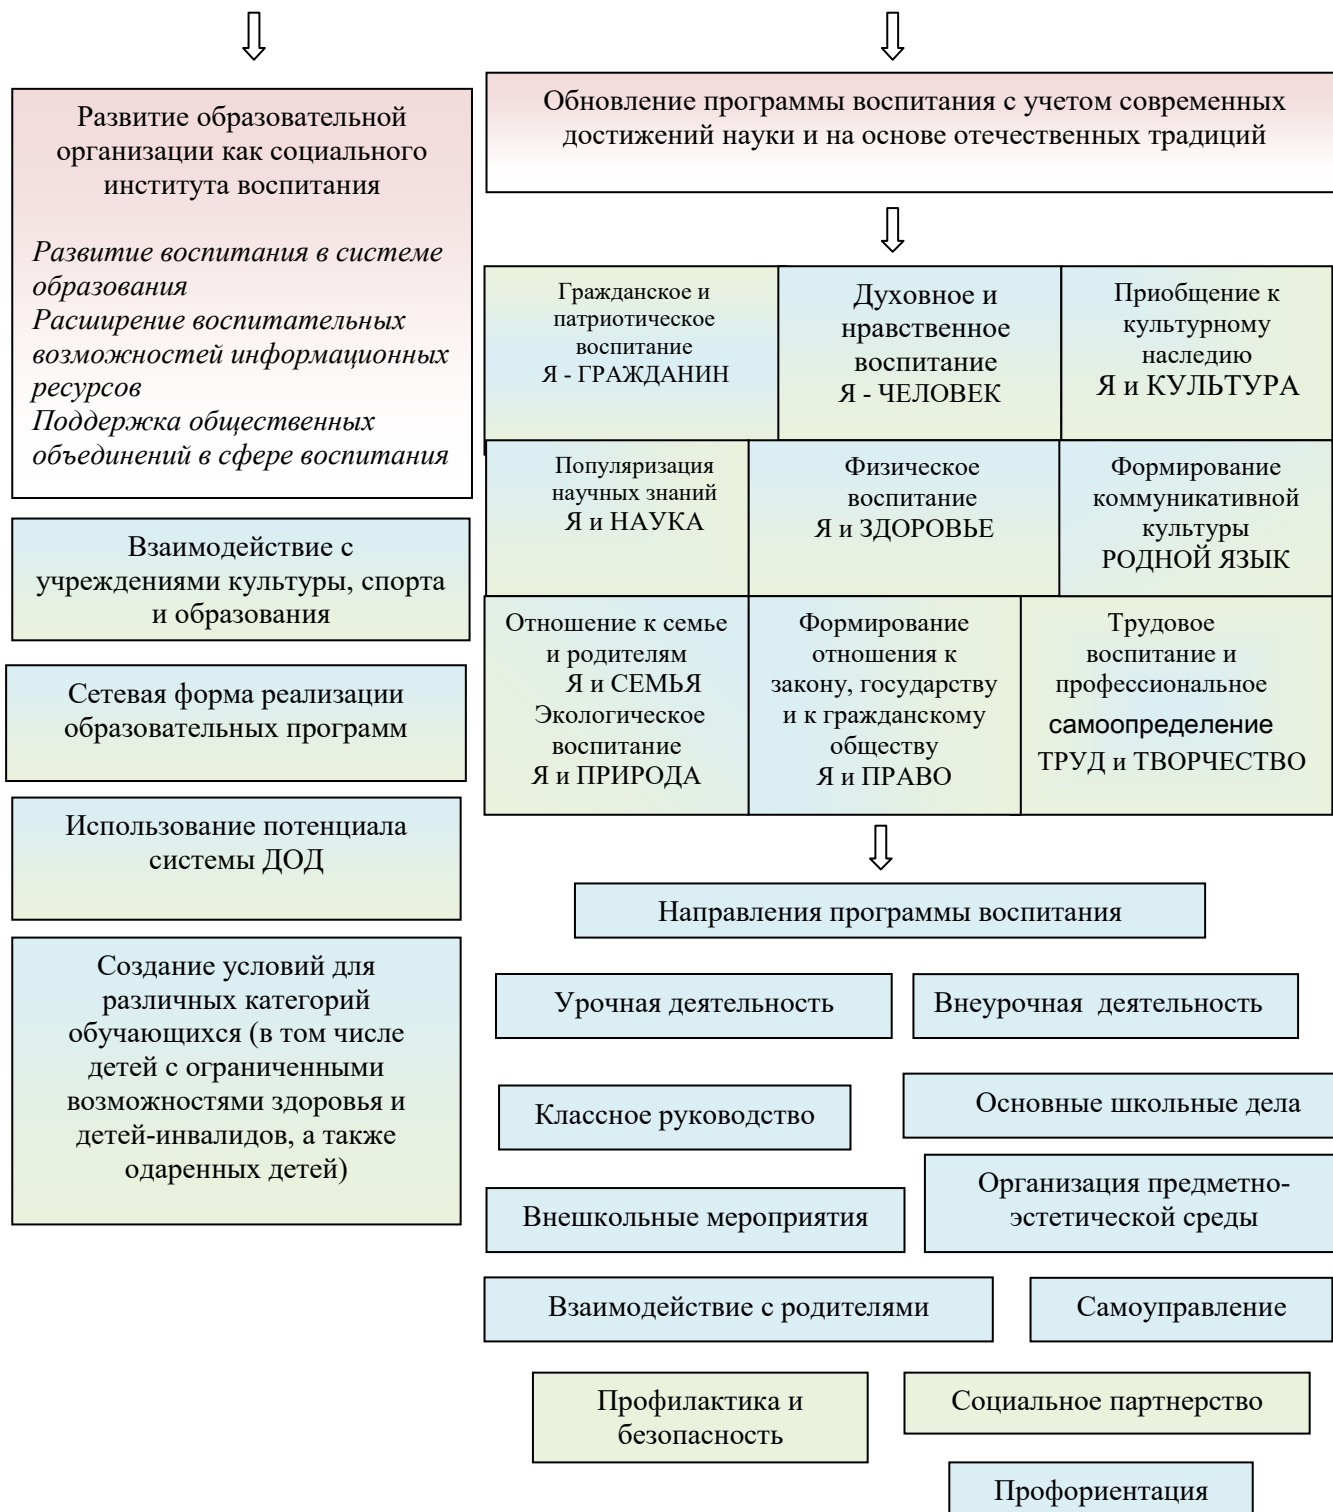 Развитие образовательной
организации как социального
института воспитания
Развитие воспитания в системе
образования
Расширение воспитательных
возможностей информационных
ресурсов
Поддержка общественных
объединений в сфере воспитания
Взаимодействие с
учреждениями культуры, спорта
и образования
Сетевая форма реализации
образовательных программ
Использование потенциала
системы ДОД
Создание условий для
различных категорий
обучающихся (в том числе
детей с ограниченными
возможностями здоровья и
детей-инвалидов, а также
одаренных детей)
Обновление программы воспитания с учетом современных
достижений науки и на основе отечественных традиций
Гражданское и
патриотическое
воспитание
Я - ГРАЖДАНИН
Духовное и
нравственное
воспитание
Я - ЧЕЛОВЕК
Приобщение к
культурному
наследию
Я и КУЛЬТУРА
Популяризация
научных знаний
Я и НАУКА
Физическое
воспитание
Я и ЗДОРОВЬЕ
Формирование
коммуникативной
культуры
РОДНОЙ ЯЗЫК
Отношение к семье
и родителям
Я и СЕМЬЯ
Экологическое
воспитание
Я и ПРИРОДА
Формирование
отношения к
закону, государству
и к гражданскому
обществу
Я и ПРАВО
Трудовое
воспитание и
профессиональное
самоопределение
ТРУД и ТВОРЧЕСТВО
Направления программы воспитания
Урочная деятельность
Внеурочная деятельность
Классное руководство
Основные школьные дела
Внешкольные мероприятия
Организация предметно-
эстетической среды
Взаимодействие с родителями
Самоуправление
Профилактика и
безопасность
Социальное партнерство
Профориентация